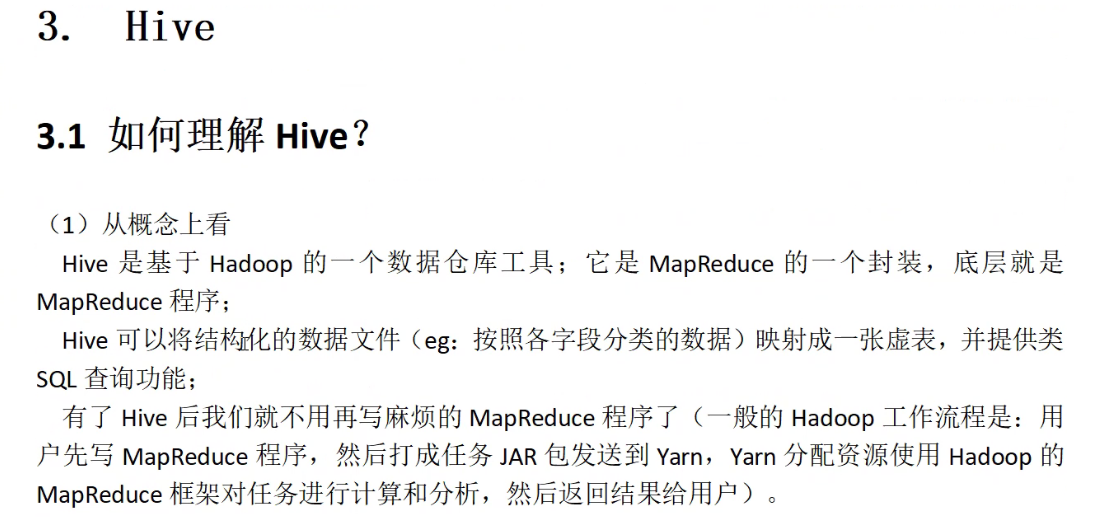 3. Hive
3.1 如何理解 Hive？
（1）从概念上看
Hive 是基于 Hadoop 的一个数据仓库工具；它是 MapReduce 的一个封装，底层就是
MapReduce 程序；
Hive 可以将结构化的数据文件（eg：按照各字段分类的数据）映射成一张虚表，并提供类
SQL 查询功能；
有了 Hive 后我们就不用再写麻烦的 MapReduce 程序了（一般的 Hadoop 工作流程是：用
户先写 MapReduce 程序，然后打成任务 JAR 包发送到 Yarn，Yarn 分配资源使用 Hadoop 的
MapReduce 框架对任务进行计算和分析，然后返回结果给用户）。